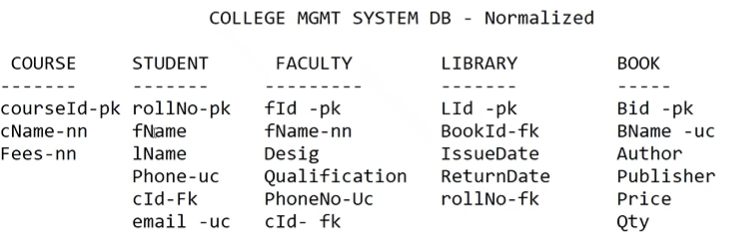 COLLEGE MGMT SYSTEM DB - Normalized
COURSE STUDENT FACULTY LIBRARY BOOK
------- ------- --------- ------- -----
courseId-pk rollNo-pk fId -pk LId -pk Bid -pk
cName-nn fName fName-nn BookId-fk BName -uc
Fees-nn lName Desig IssueDate Author
Phone-uc Qualification ReturnDate Publisher
cId-Fk PhoneNo-Uc rollNo-fk Price
email -uc cId- fk Qty